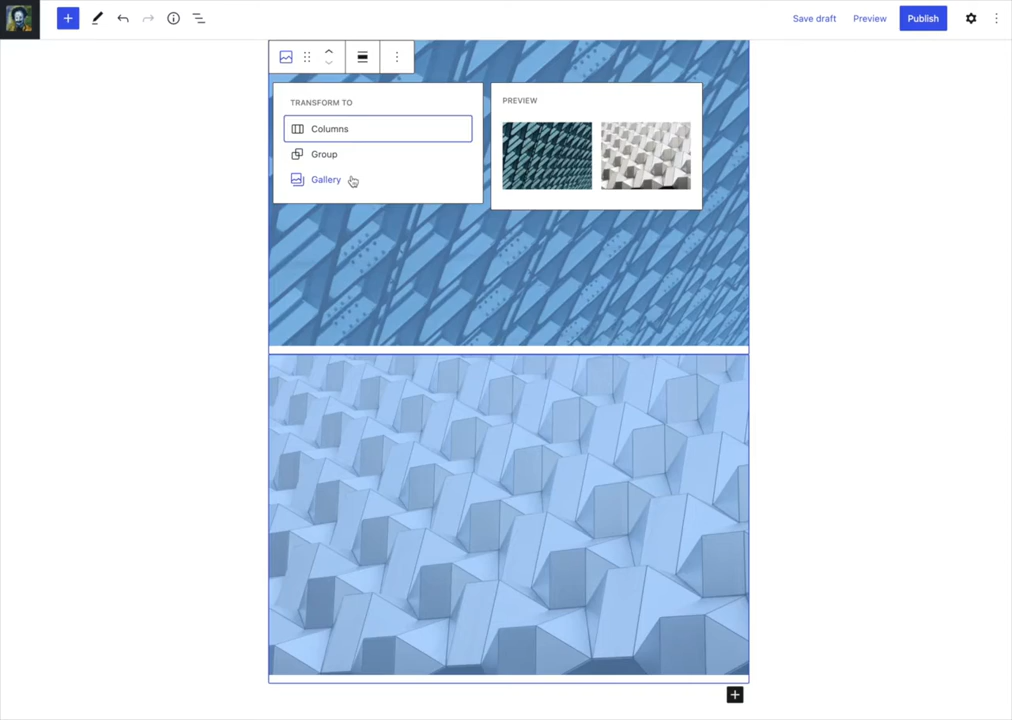 Save draft Preview Publish
TRANSFORM TO
Columns
Group
Gallery
PREVIEW